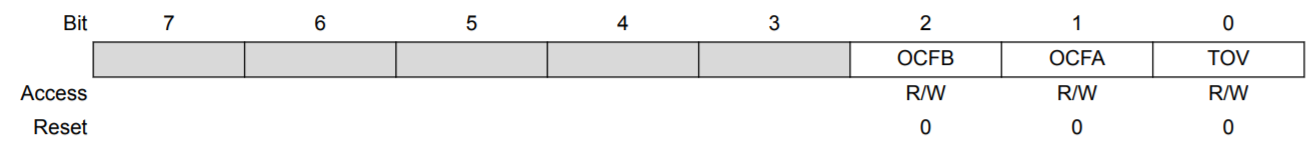 Bit 7 6 5 4 3 2 1 0
OCFB OCFA TOV
Access R/W R/W R/W
Reset 0 0 0